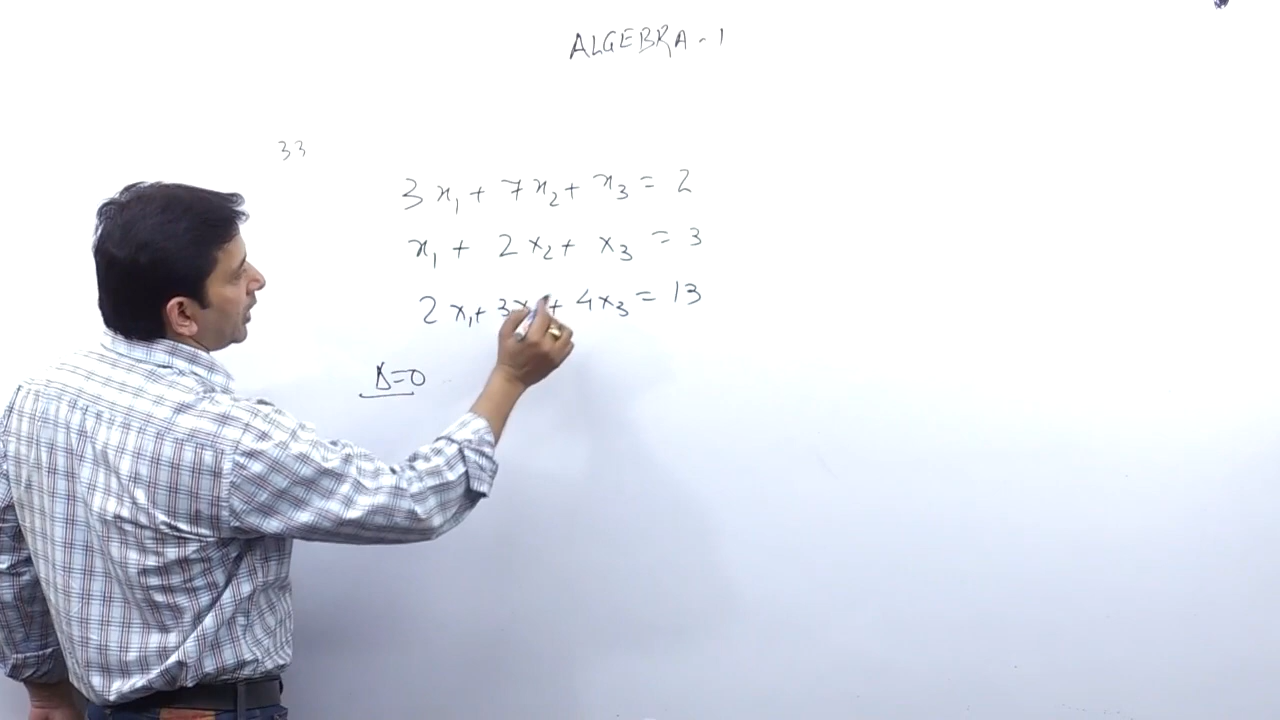 ALGEBRA - 1
33
3x₁ + 7x₂ + x₃ = 2
x₁ + 2x₂ + x₃ = 3
2x₁ + 3x₂ + 4x₃ = 13
Δ=0